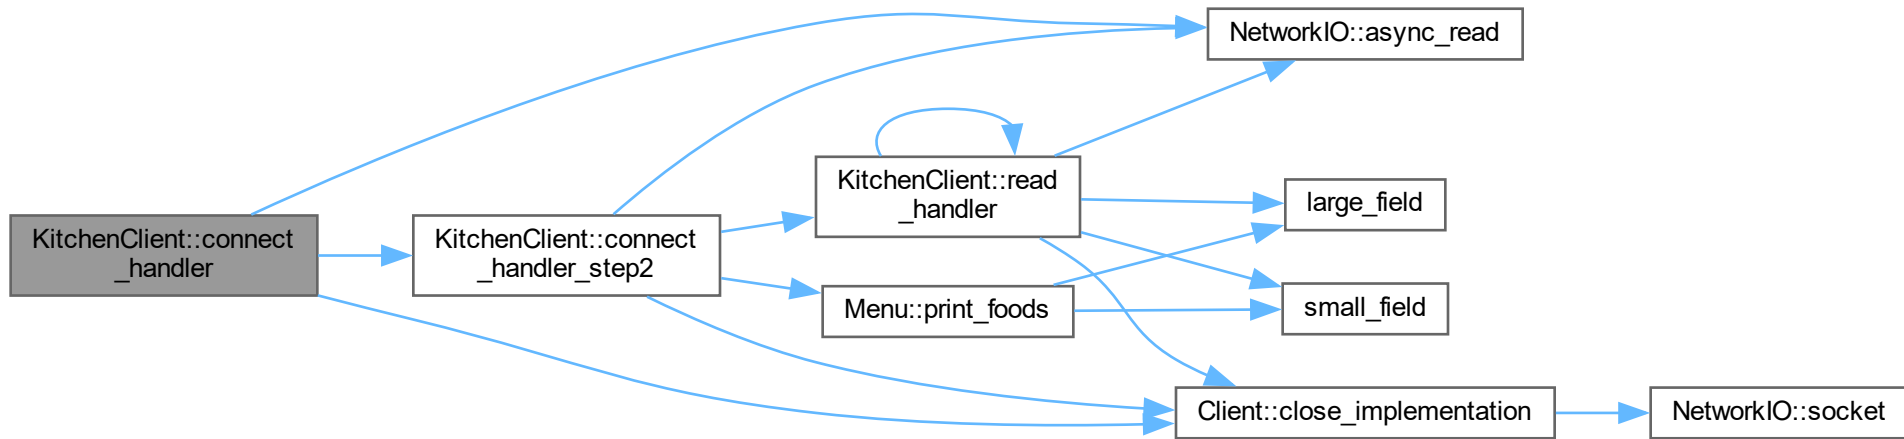 KitchenClient::connect
_handler
KitchenClient::connect
_handler_step2
KitchenClient::read
_handler
Menu::print_foods
NetworkIO::async_read
large_field
small_field
Client::close_implementation
NetworkIO::socket